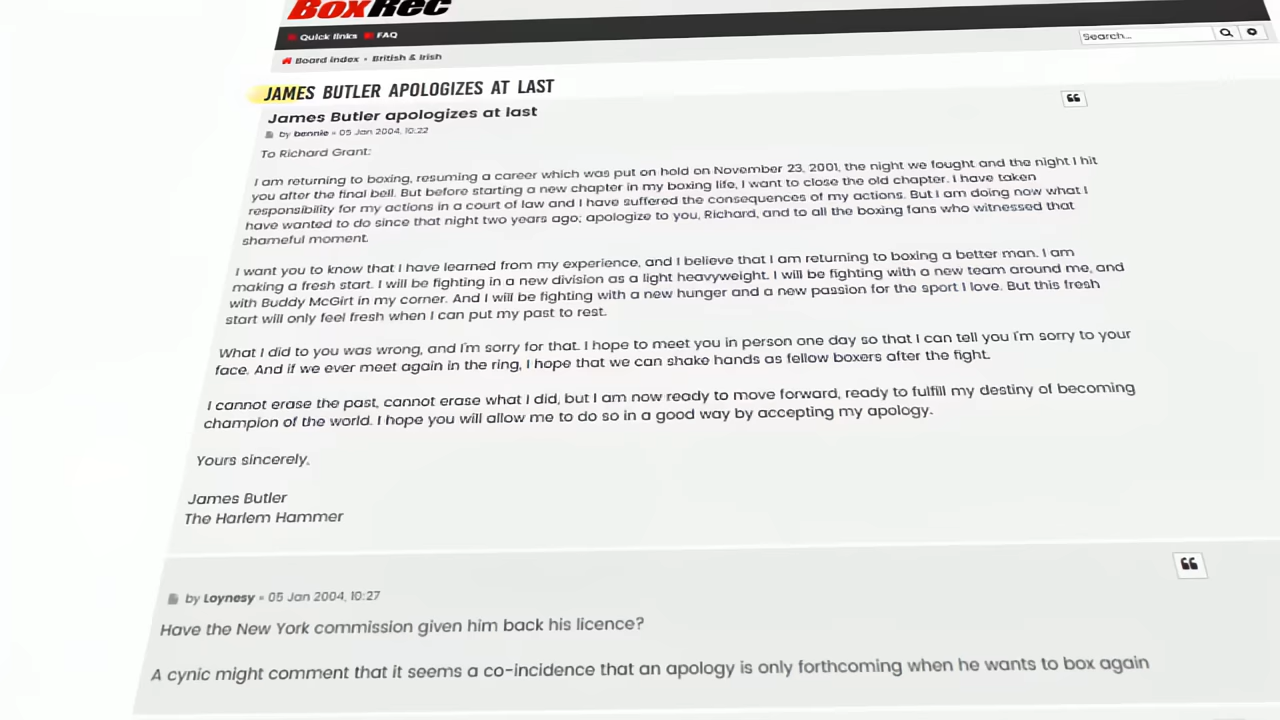 BoxRec
Quick links FAQ
Search...
Board index • British & Irish
JAMES BUTLER APOLOGIZES AT LAST
James Butler apologizes at last
by bennie » 05 Jan 2004, 10:22
To Richard Grant:
I am returning to boxing, resuming a career which was put on hold on November 23, 2001, the night we fought and the night I hit
you after the final bell. But before starting a new chapter in my boxing life, I want to close the old chapter. I have taken
responsibility for my actions in a court of law and I have suffered the consequences of my actions. But I am doing now what I
have wanted to do since that night two years ago; apologize to you, Richard, and to all the boxing fans who witnessed that
shameful moment.
I want you to know that I have learned from my experience, and I believe that I am returning to boxing a better man. I am
making a fresh start. I will be fighting in a new division as a light heavyweight. I will be fighting with a new team around me, and
with Buddy McGirt in my corner. And I will be fighting with a new hunger and a new passion for the sport I love. But this fresh
start will only feel fresh when I can put my past to rest.
What I did to you was wrong, and I'm sorry for that. I hope to meet you in person one day so that I can tell you I'm sorry to your
face. And if we ever meet again in the ring, I hope that we can shake hands as fellow boxers after the fight.
I cannot erase the past, cannot erase what I did, but I am now ready to move forward, ready to fulfill my destiny of becoming
champion of the world. I hope you will allow me to do so in a good way by accepting my apology.
Yours sincerely,
James Butler
The Harlem Hammer
by Loynesy » 05 Jan 2004, 10:27
Have the New York commission given him back his licence?
A cynic might comment that it seems a co-incidence that an apology is only forthcoming when he wants to box again